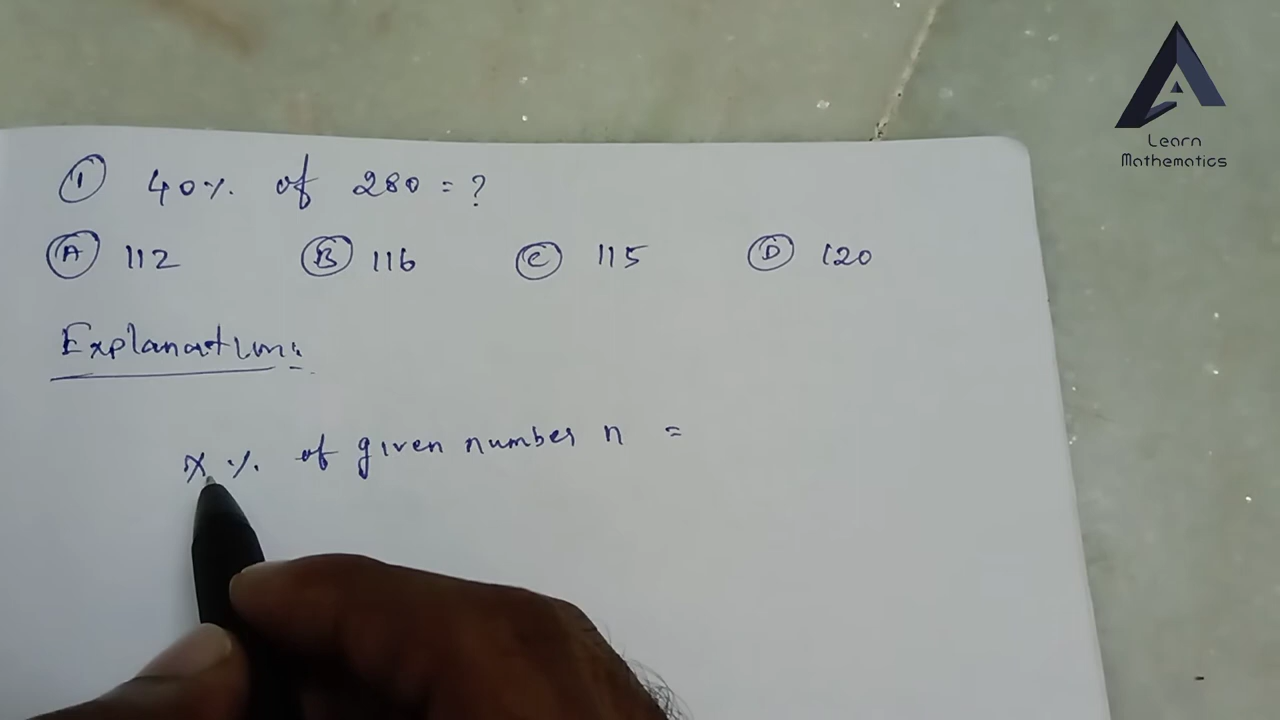 Learn
Mathematics
① 40% of 280 = ?
Ⓐ 112 Ⓑ 116 Ⓒ 115 Ⓓ 120
Explanation:
x % of given number n =